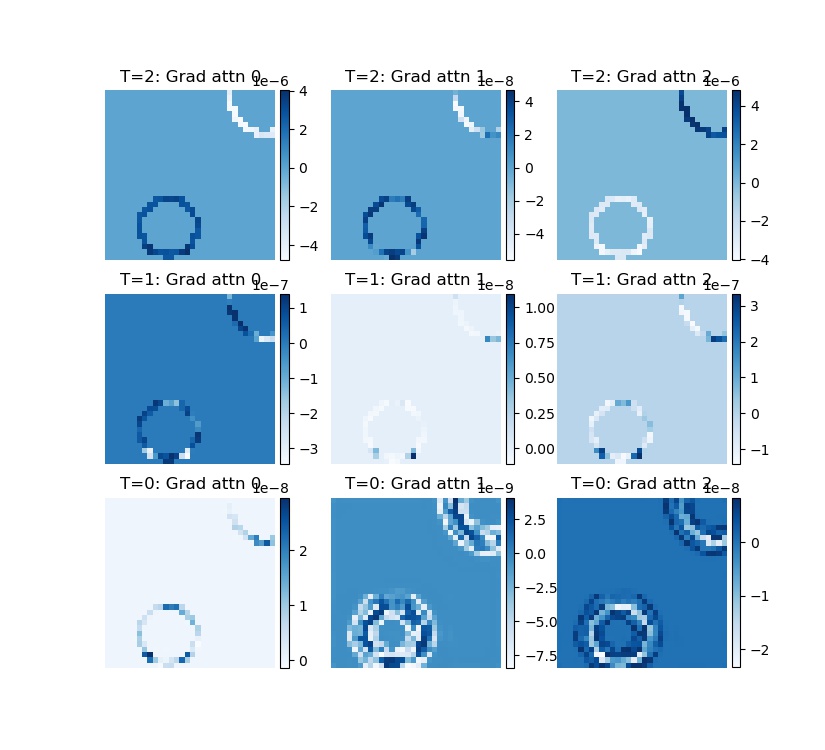 T=2: Grad attn 0
1e−6
4
2
0
−2
−4
T=2: Grad attn 1
1e−8
4
2
0
−2
−4
T=2: Grad attn 2
1e−6
4
2
0
−2
−4
T=1: Grad attn 0
1e−7
1
0
−1
−2
−3
T=1: Grad attn 1
1e−8
1.00
0.75
0.50
0.25
0.00
T=1: Grad attn 2
1e−7
3
2
1
0
−1
T=0: Grad attn 0
1e−8
2
1
0
T=0: Grad attn 1
1e−9
2.5
0.0
−2.5
−5.0
−7.5
T=0: Grad attn 2
1e−8
0
−1
−2